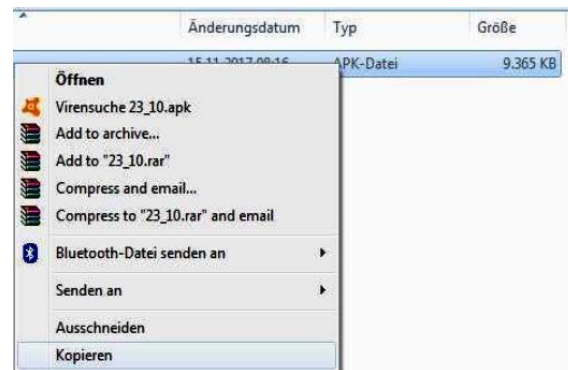 Änderungsdatum Typ Größe
15.11.2017 08:16 APK-Datei 9.365 KB
Öffnen
Virensuche 23_10.apk
Add to archive...
Add to "23_10.rar"
Compress and email...
Compress to "23_10.rar" and email
Bluetooth-Datei senden an
Senden an
Ausschneiden
Kopieren